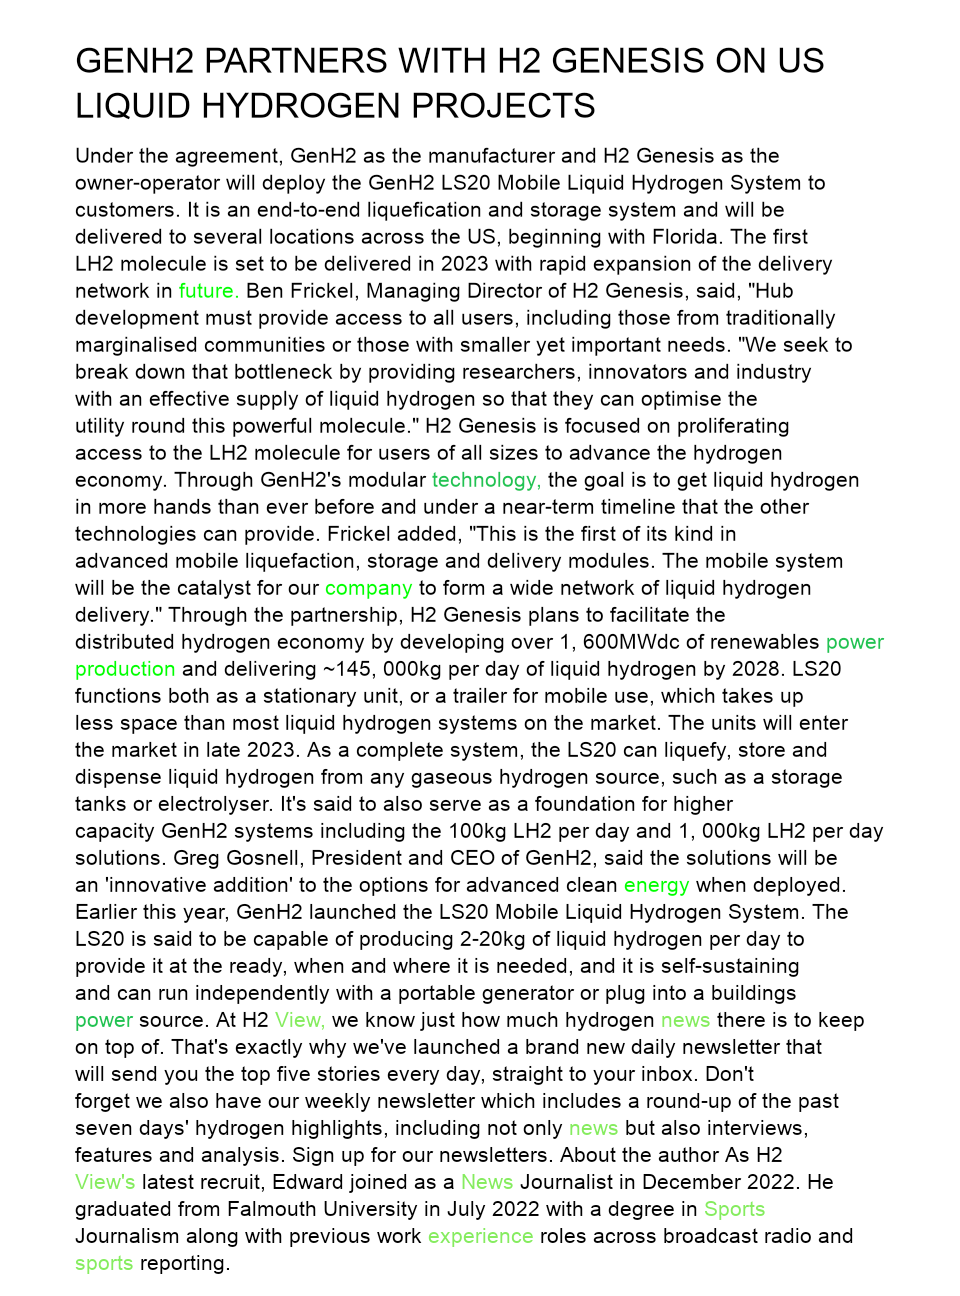 GENH2 PARTNERS WITH H2 GENESIS ON US
LIQUID HYDROGEN PROJECTS
Under the agreement, GenH2 as the manufacturer and H2 Genesis as the
owner-operator will deploy the GenH2 LS20 Mobile Liquid Hydrogen System to
customers. It is an end-to-end liquefication and storage system and will be
delivered to several locations across the US, beginning with Florida. The first
LH2 molecule is set to be delivered in 2023 with rapid expansion of the delivery
network in future. Ben Frickel, Managing Director of H2 Genesis, said, "Hub
development must provide access to all users, including those from traditionally
marginalised communities or those with smaller yet important needs. "We seek to
break down that bottleneck by providing researchers, innovators and industry
with an effective supply of liquid hydrogen so that they can optimise the
utility round this powerful molecule." H2 Genesis is focused on proliferating
access to the LH2 molecule for users of all sizes to advance the hydrogen
economy. Through GenH2's modular technology, the goal is to get liquid hydrogen
in more hands than ever before and under a near-term timeline that the other
technologies can provide. Frickel added, "This is the first of its kind in
advanced mobile liquefaction, storage and delivery modules. The mobile system
will be the catalyst for our company to form a wide network of liquid hydrogen
delivery." Through the partnership, H2 Genesis plans to facilitate the
distributed hydrogen economy by developing over 1, 600MWdc of renewables power
production and delivering ~145, 000kg per day of liquid hydrogen by 2028. LS20
functions both as a stationary unit, or a trailer for mobile use, which takes up
less space than most liquid hydrogen systems on the market. The units will enter
the market in late 2023. As a complete system, the LS20 can liquefy, store and
dispense liquid hydrogen from any gaseous hydrogen source, such as a storage
tanks or electrolyser. It's said to also serve as a foundation for higher
capacity GenH2 systems including the 100kg LH2 per day and 1, 000kg LH2 per day
solutions. Greg Gosnell, President and CEO of GenH2, said the solutions will be
an 'innovative addition' to the options for advanced clean energy when deployed.
Earlier this year, GenH2 launched the LS20 Mobile Liquid Hydrogen System. The
LS20 is said to be capable of producing 2-20kg of liquid hydrogen per day to
provide it at the ready, when and where it is needed, and it is self-sustaining
and can run independently with a portable generator or plug into a buildings
power source. At H2 View, we know just how much hydrogen news there is to keep
on top of. That's exactly why we've launched a brand new daily newsletter that
will send you the top five stories every day, straight to your inbox. Don't
forget we also have our weekly newsletter which includes a round-up of the past
seven days' hydrogen highlights, including not only news but also interviews,
features and analysis. Sign up for our newsletters. About the author As H2
View's latest recruit, Edward joined as a News Journalist in December 2022. He
graduated from Falmouth University in July 2022 with a degree in Sports
Journalism along with previous work experience roles across broadcast radio and
sports reporting.